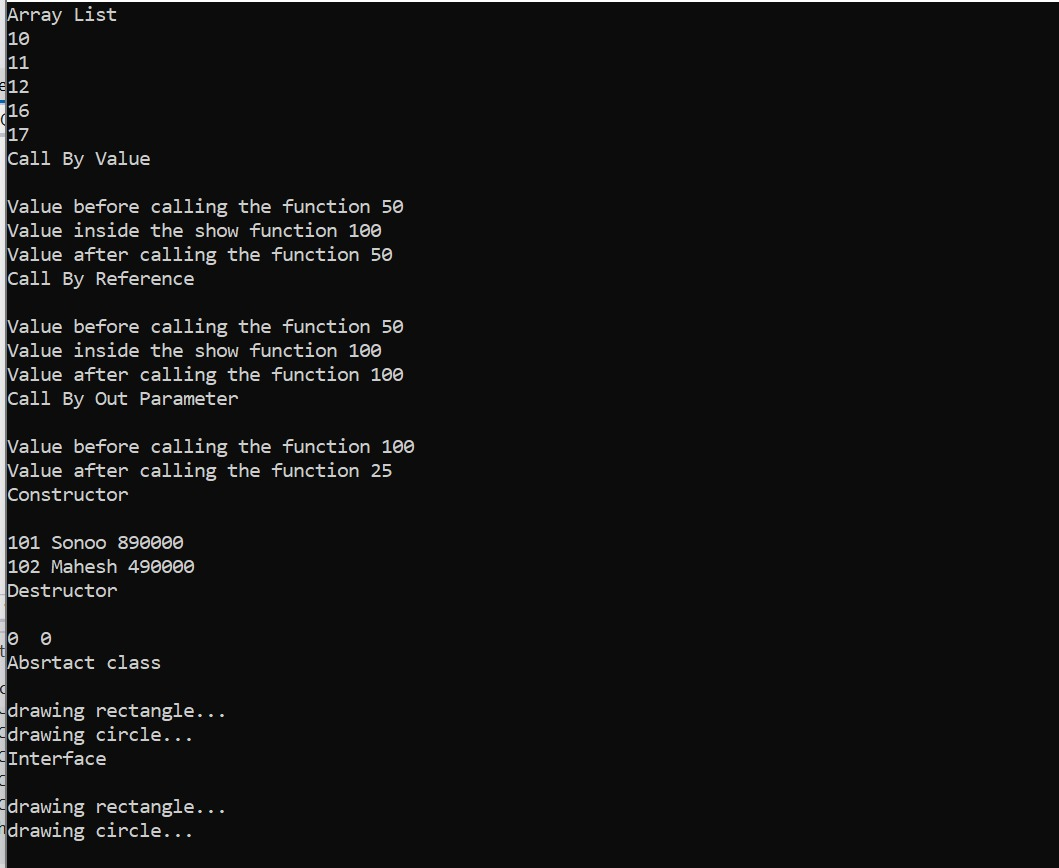 Array List
10
11
12
16
17
Call By Value
Value before calling the function 50
Value inside the show function 100
Value after calling the function 50
Call By Reference
Value before calling the function 50
Value inside the show function 100
Value after calling the function 100
Call By Out Parameter
Value before calling the function 100
Value after calling the function 25
Constructor
101 Sonoo 890000
102 Mahesh 490000
Destructor
0  0
Absrtact class
drawing rectangle...
drawing circle...
Interface
drawing rectangle...
drawing circle...